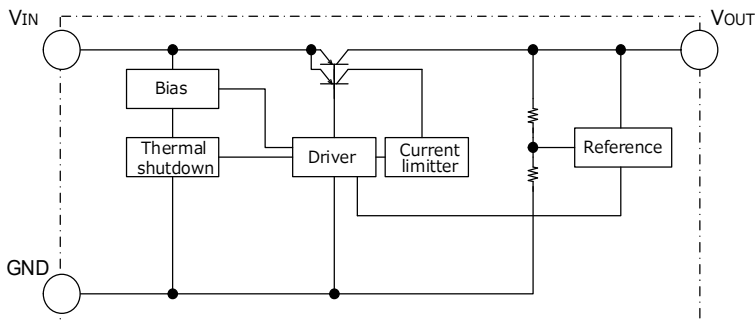 VIN
VOUT
Bias
Thermal
shutdown
Driver
Current
limitter
Reference
GND